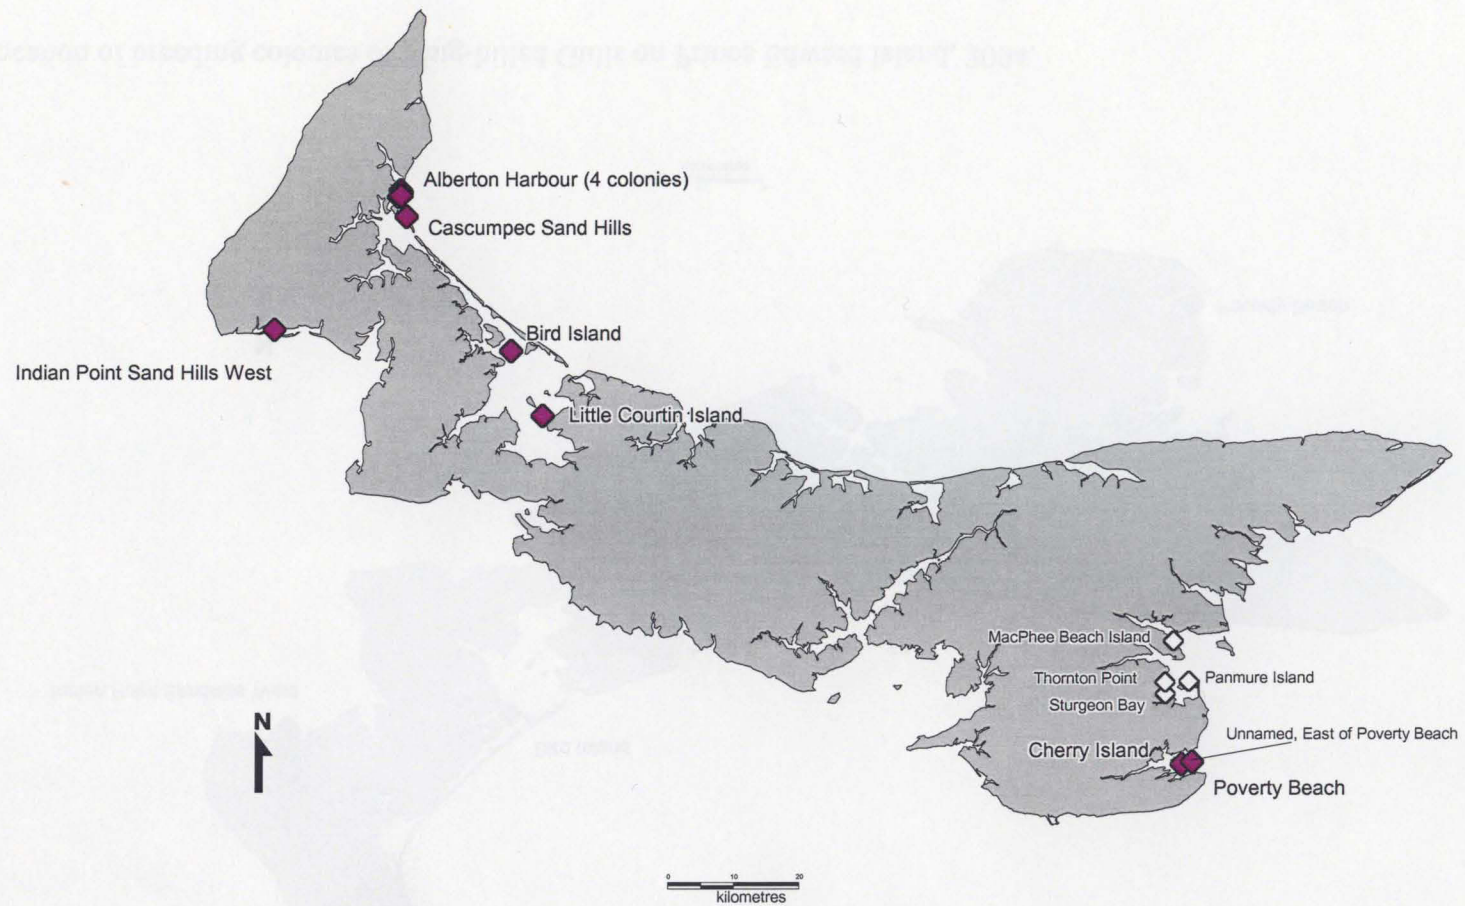 Alberton Harbour (4 colonies)
Cascumpec Sand Hills
Bird Island
Indian Point Sand Hills West
Little Courtin Island
MacPhee Beach Island
Thornton Point
Panmure Island
Sturgeon Bay
Unnamed, East of Poverty Beach
Cherry Island
Poverty Beach
N
0 10 20
kilometres